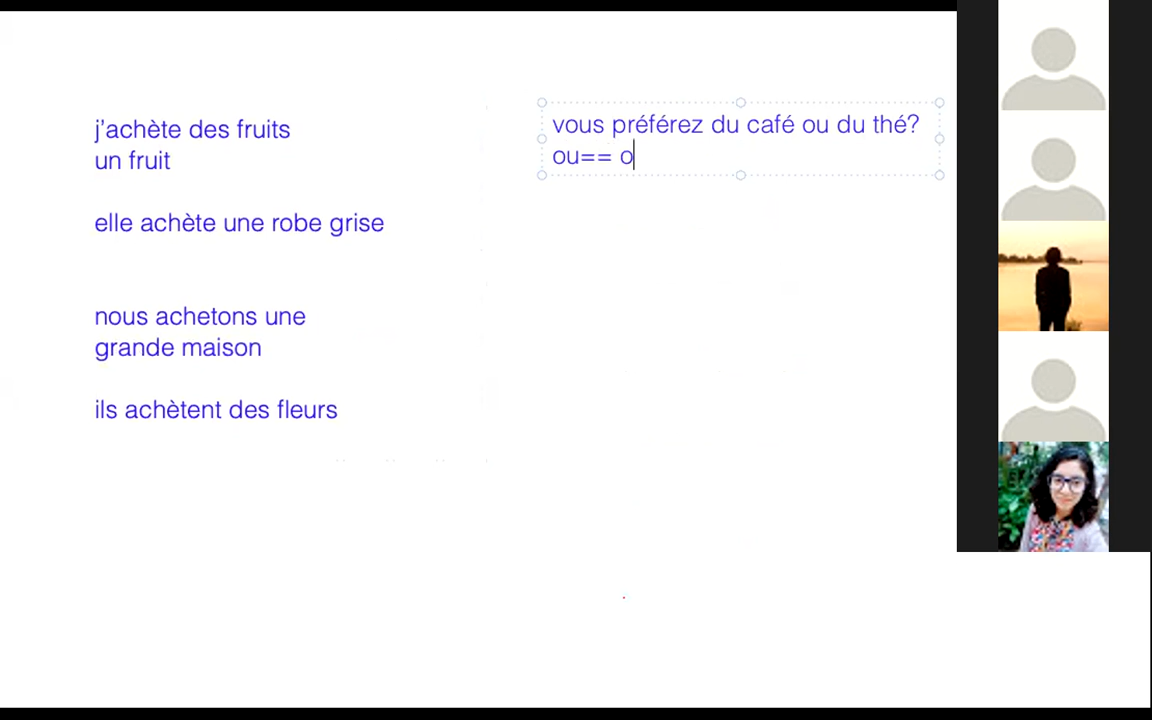 j'achète des fruits
un fruit
elle achète une robe grise
nous achetons une
grande maison
ils achètent des fleurs
vous préférez du café ou du thé?
ou== o